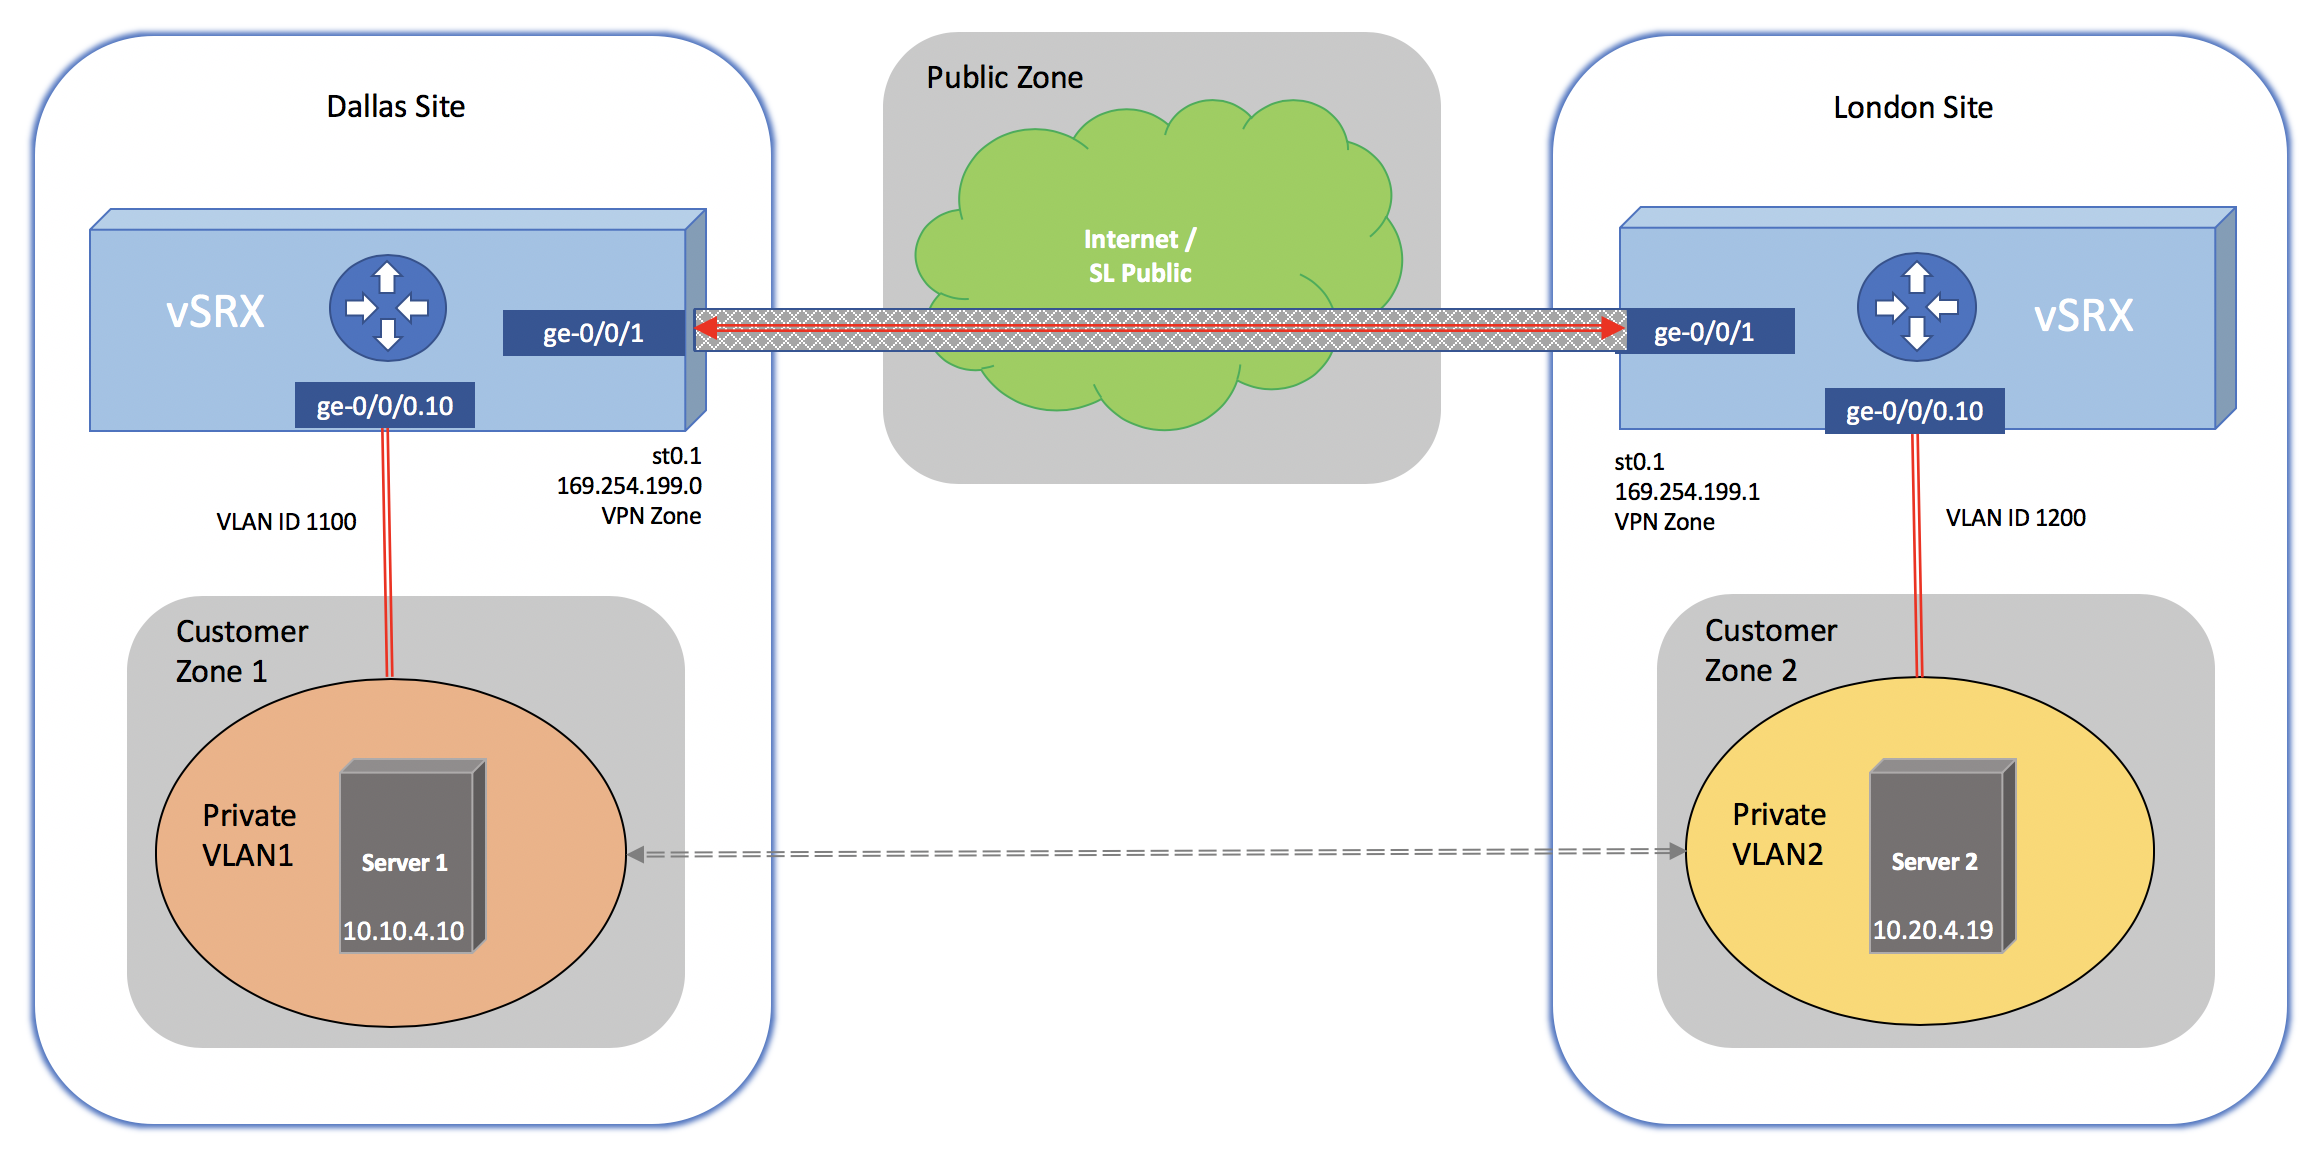 Dallas Site
vSRX
ge-0/0/1
ge-0/0/0.10
st0.1
169.254.199.0
VPN Zone
VLAN ID 1100
Customer
Zone 1
Private
VLAN1
Server 1
10.10.4.10
Public Zone
Internet /
SL Public
London Site
ge-0/0/1
vSRX
ge-0/0/0.10
st0.1
169.254.199.1
VPN Zone
VLAN ID 1200
Customer
Zone 2
Private
VLAN2
Server 2
10.20.4.19